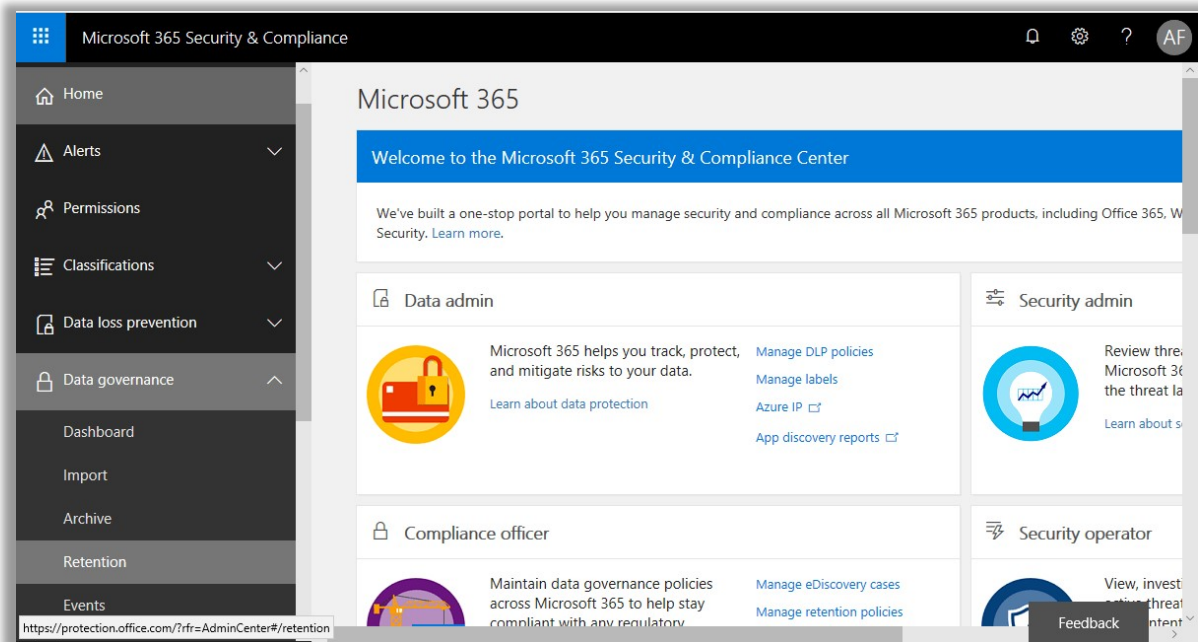 Microsoft 365 Security & Compliance
?
AF
Home
Alerts
Permissions
Classifications
Data loss prevention
Data governance
Dashboard
Import
Archive
Retention
Events
https://protection.office.com/?rfr=AdminCenter#/retention
Microsoft 365
Welcome to the Microsoft 365 Security & Compliance Center
We've built a one-stop portal to help you manage security and compliance across all Microsoft 365 products, including Office 365, W
Security. Learn more.
Data admin
Microsoft 365 helps you track, protect,
and mitigate risks to your data.
Learn about data protection
Manage DLP policies
Manage labels
Azure IP
App discovery reports
Security admin
Review threa
Microsoft 36
the threat la
Learn about s
Compliance officer
Maintain data governance policies
across Microsoft 365 to help stay
compliant with any regulatory
Manage eDiscovery cases
Manage retention policies
Security operator
View, investi
Feedback